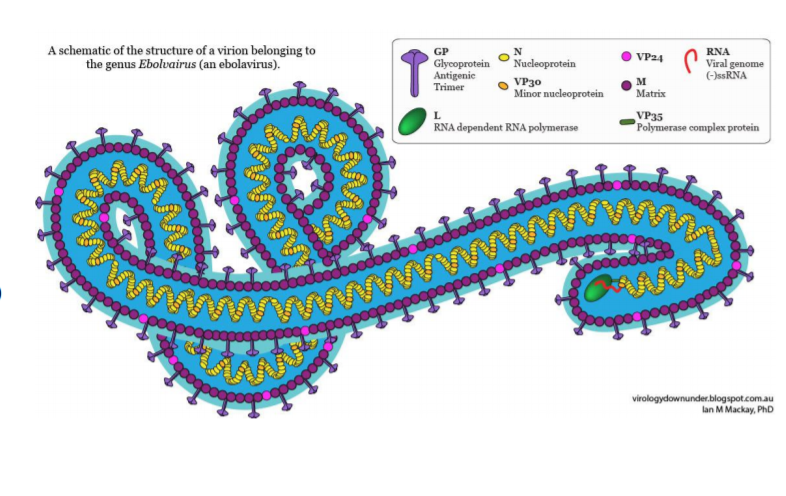 A schematic of the structure of a virion belonging to
the genus Ebolvairus (an ebolavirus).
GP
Glycoprotein
Antigenic
Trimer
N
Nucleoprotein
VP30
Minor nucleoprotein
VP24
M
Matrix
RNA
Viral genome
(-)ssRNA
L
RNA dependent RNA polymerase
VP35
Polymerase complex protein
virologydownunder.blogspot.com.au
Ian M Mackay, PhD